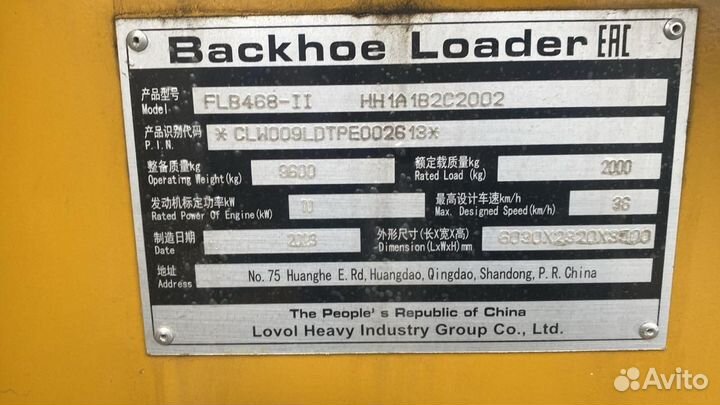 Backhoe Loader EAC
产品型号 Model FLB468-II HH1A1B2C2002
产品识别代码 P.I.N.
整备质量kg Operating Weight(kg) 额定载质量kg Rated Load (kg) 2000
发动机标定功率kW Rated Power Of Engine(kW) 最高设计车速km/h Max. Designed Speed(km/h)
制造日期 Date 外形尺寸(长X宽X高) Dimension(LxWxH)mm
地址 Address No. 75 Huanghe E. Rd, Huangdao, Qingdao, Shandong, P. R. China
The People' s Republic of China
Lovol Heavy Industry Group Co., Ltd.
Avito